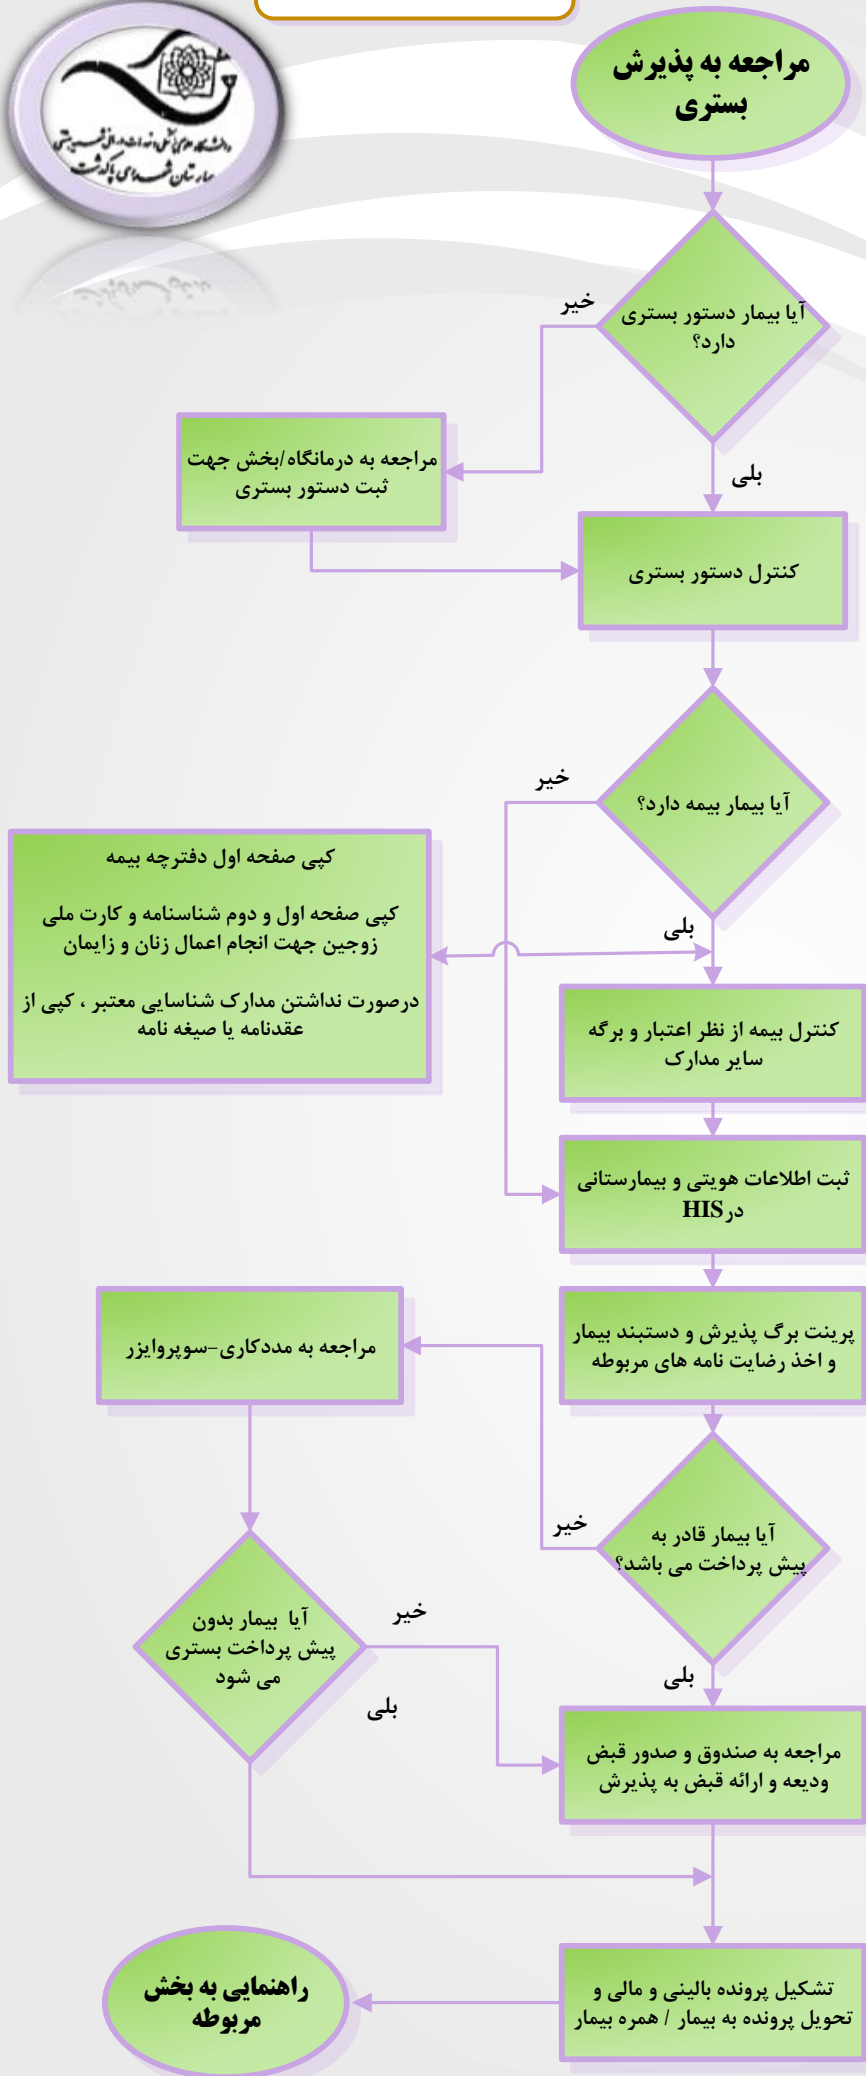 مراجعه به پذیرش
بستری
آیا بیمار دستور بستری
دارد؟
خیر
بلی
مراجعه به درمانگاه/بخش جهت
ثبت دستور بستری
کنترل دستور بستری
آیا بیمار بیمه دارد؟
خیر
بلی
کپی صفحه اول دفترچه بیمه
کپی صفحه اول و دوم شناسنامه و کارت ملی
زوجین جهت انجام اعمال زنان و زایمان
درصورت نداشتن مدارک شناسایی معتبر ، کپی از
عقدنامه یا صیغه نامه
کنترل بیمه از نظر اعتبار و برگه
سایر مدارک
ثبت اطلاعات هویتی و بیمارستانی
در HIS
پرینت برگ پذیرش و دستبند بیمار
و اخذ رضایت نامه های مربوطه
مراجعه به مددکاری-سوپروایزر
آیا بیمار قادر به
پیش پرداخت می باشد؟
خیر
بلی
آیا بیمار بدون
پیش پرداخت بستری
می شود
خیر
بلی
مراجعه به صندوق و صدور قبض
ودیعه و ارائه قبض به پذیرش
تشکیل پرونده بالینی و مالی و
تحویل پرونده به بیمار / همره بیمار
راهنمایی به بخش
مربوطه